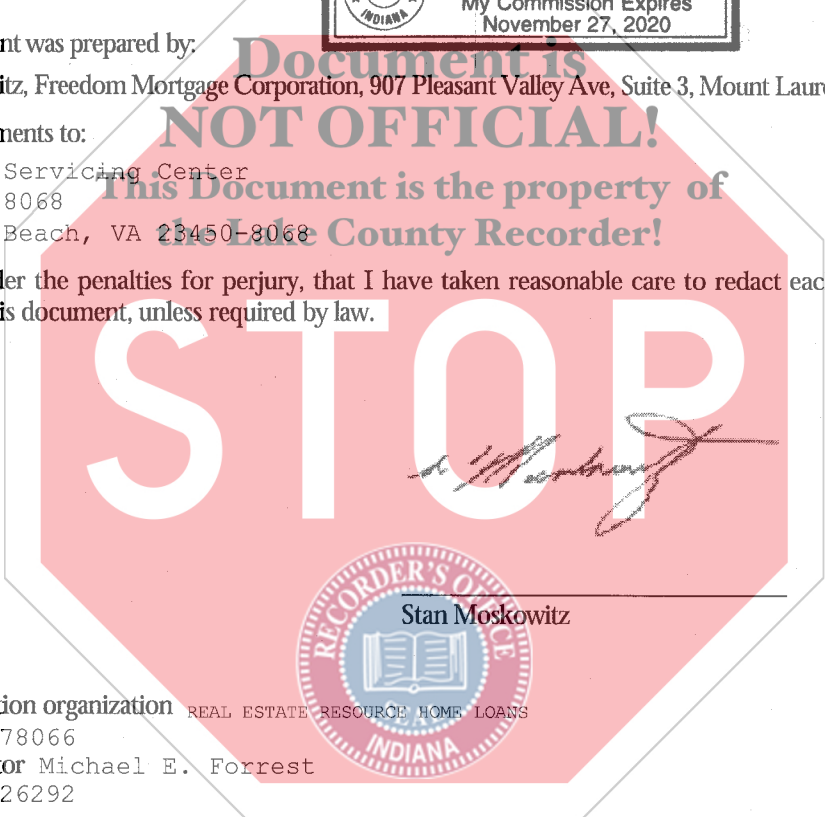 INDIANA
My Commission Expires
November 27, 2020
nt was prepared by:
itz, Freedom Mortgage Corporation, 907 Pleasant Valley Ave, Suite 3, Mount Laure
Document is
NOT OFFICIAL!
This Document is the property of
the Lake County Recorder!
nents to:
Servicing Center
8068
Beach, VA 23450-8068
ler the penalties for perjury, that I have taken reasonable care to redact eac
is document, unless required by law.
STOP
Stan Moskowitz
RECORDER'S OFFICE
SEAL
INDIANA
tion organization REAL ESTATE RESOURCE HOME LOANS
78066
tor Michael E. Forrest
26292